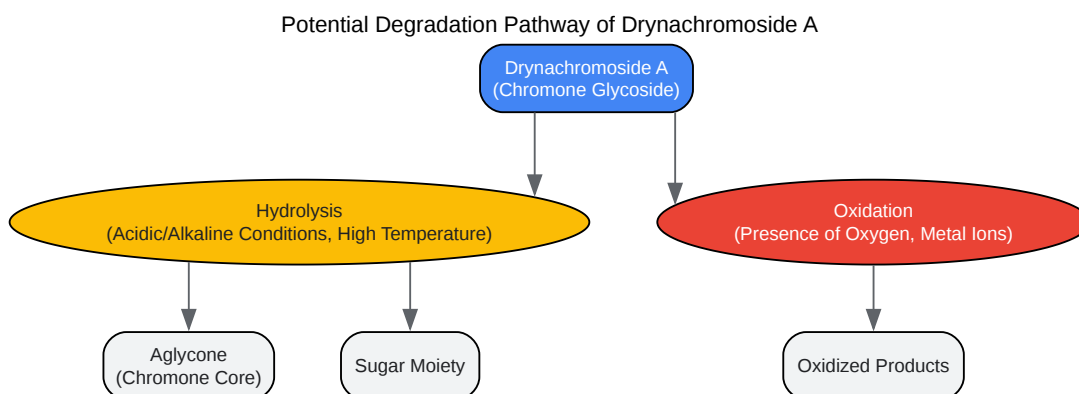 Potential Degradation Pathway of Drynachromoside A
Drynachromoside A
(Chromone Glycoside)
Hydrolysis
(Acidic/Alkaline Conditions, High Temperature)
Oxidation
(Presence of Oxygen, Metal Ions)
Aglycone
(Chromone Core)
Sugar Moiety
Oxidized Products